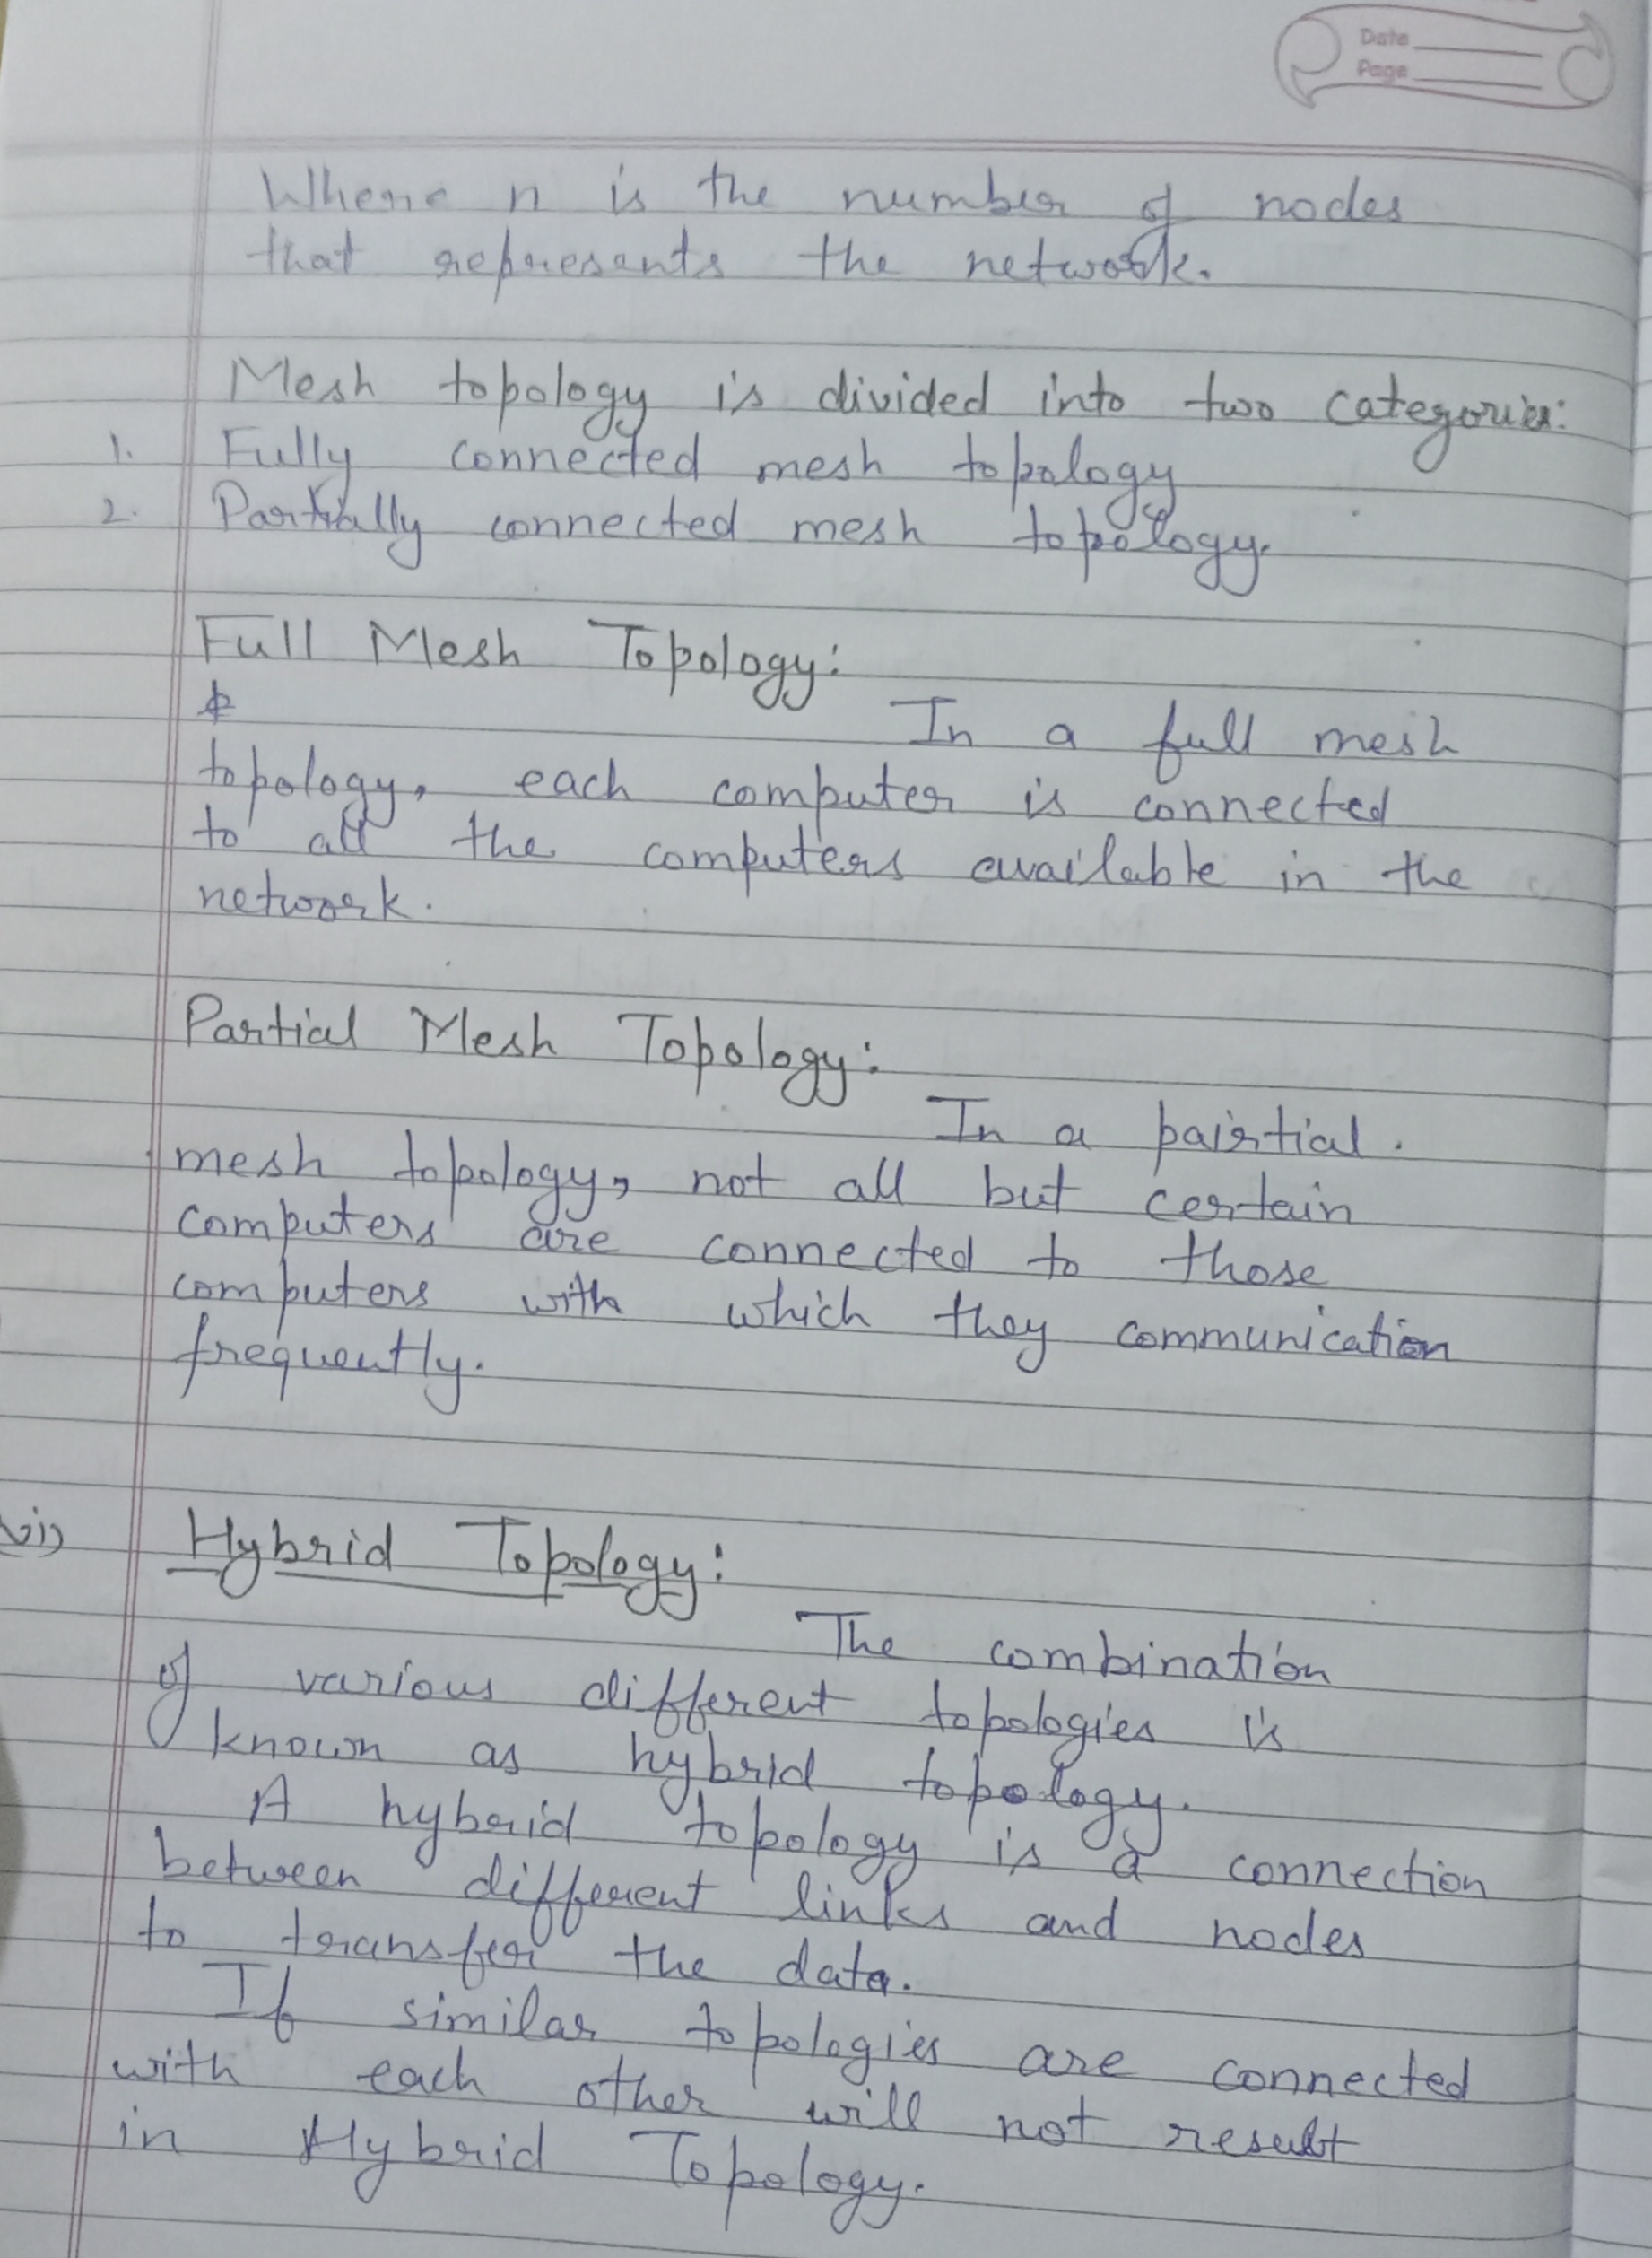 Date
Page
Where n is the number of nodes
that represents the network.
Mesh topology is divided into two categories:
1. Fully connected mesh topology
2. Partially connected mesh topology.
Full Mesh Topology:
In a full mesh
topology, each computer is connected
to all the computers available in the
network.
Partial Mesh Topology:
In a pairtial.
mesh topology, not all but certain
computers are connected to those
computers with which they communication
frequently.
vi) Hybrid Topology:
The combination
of various different topologies is
known as hybrid topology.
A hybrid topology is a connection
between different links and nodes
to transfer the data.
If similar topologies are connected
with each other will not result
in Hybrid Topology.